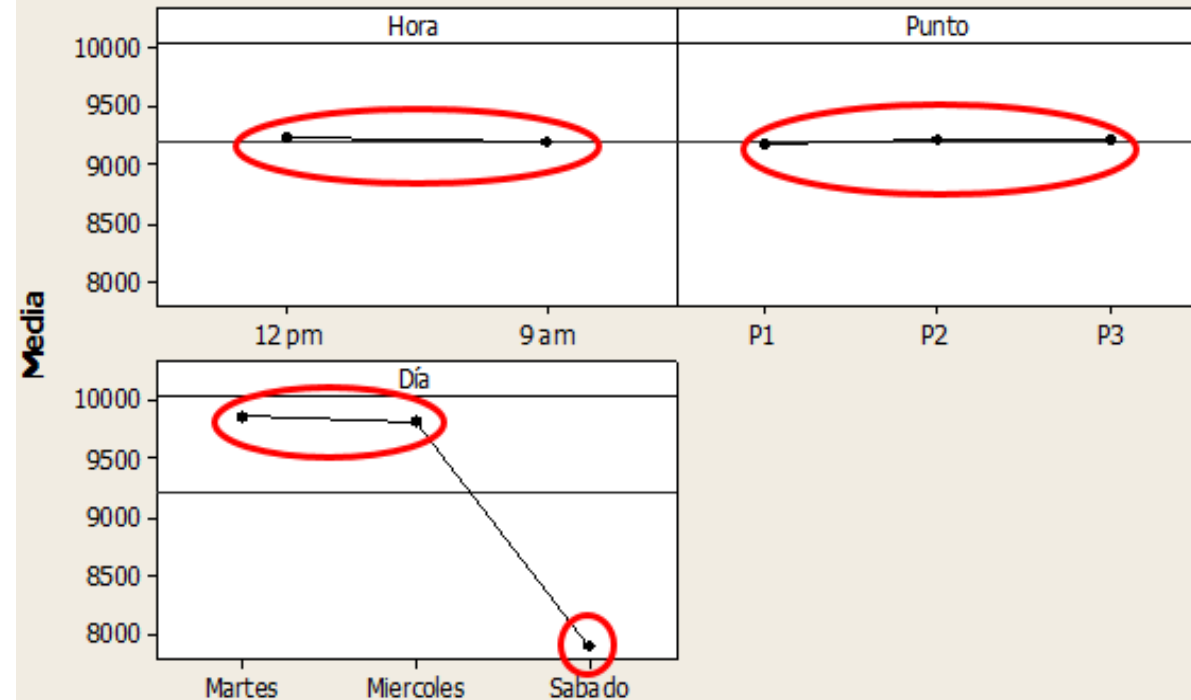 Hora
Punto
10000
9500
9000
8500
8000
12 pm
9 am
P1
P2
P3
Media
Día
10000
9500
9000
8500
8000
Martes
Miercoles
Sabado